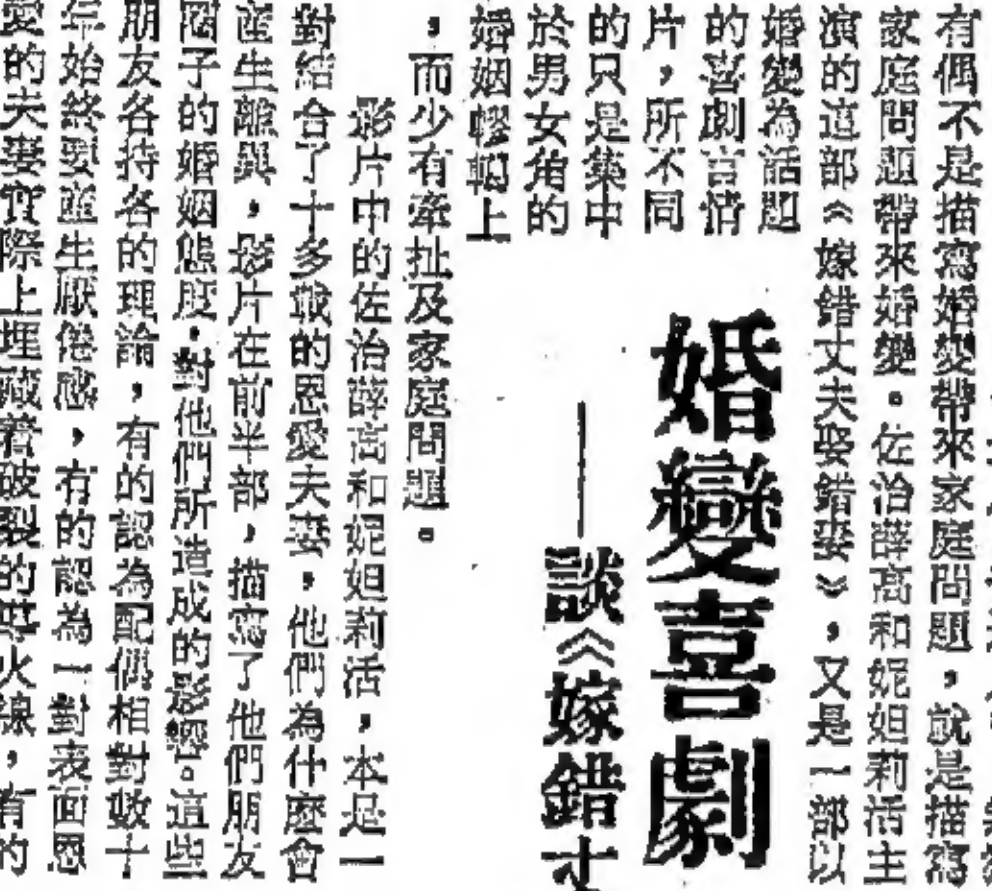 有偶不是描寫婚變帶來家庭問題，就是描寫
家庭問題帶來婚變。佐治薛高和妮妲莉活主
演的這部《嫁錯丈夫娶錯妻》，又是一部以
婚變為話題
的喜劇言情
片，所不同
的只是集中
於男女角的
婚姻轇轕上
，而少有牽扯及家庭問題。
婚變喜劇
——談《嫁錯丈
影片中的佐治薛高和妮妲莉活，本是一
對結合了十多載的恩愛夫妻，他們為什麼會
產生離異，影片在前半部，描寫了他們朋友
圈子的婚姻態度。對他們所造成的影響。這些
朋友各持各的理論，有的認為配偶相對數十
年始終要產生厭倦感，有的認為一對表面恩
愛的夫妻實際上埋藏着破裂的導火線，有的